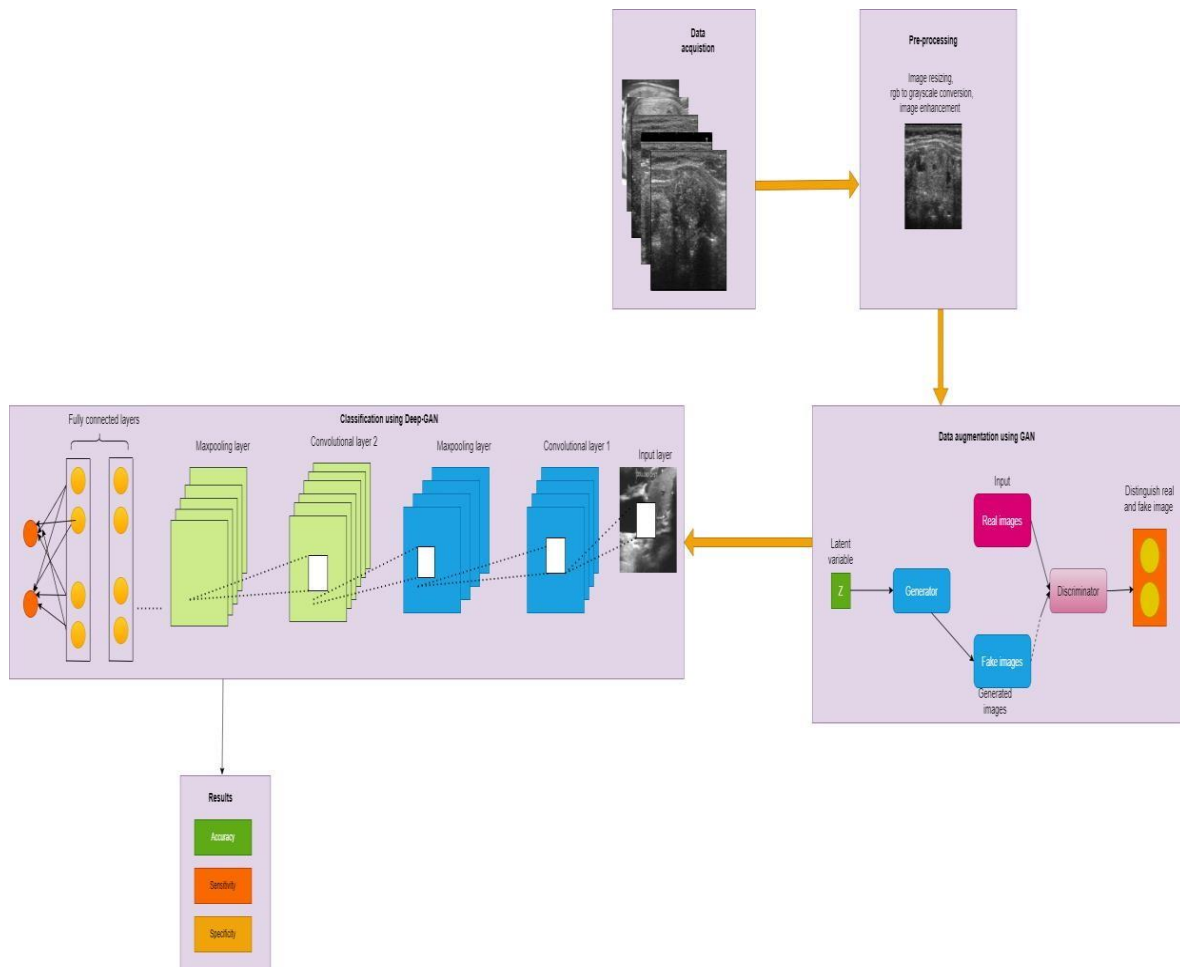 Data
acquistion
Pre-processing
Image resizing,
rgb to grayscale conversion,
image enhancement
Data augmentation using GAN
Input
Real images
Distinguish real
and fake image
Latent
variable
Z
Generator
Discriminator
Fake images
Generated
images
Classification using Deep-GAN
Fully connected layers
Maxpooling layer
Convolutional layer 2
Maxpooling layer
Convolutional layer 1
Input layer
Results
Accuracy
Sensitivity
Specificity